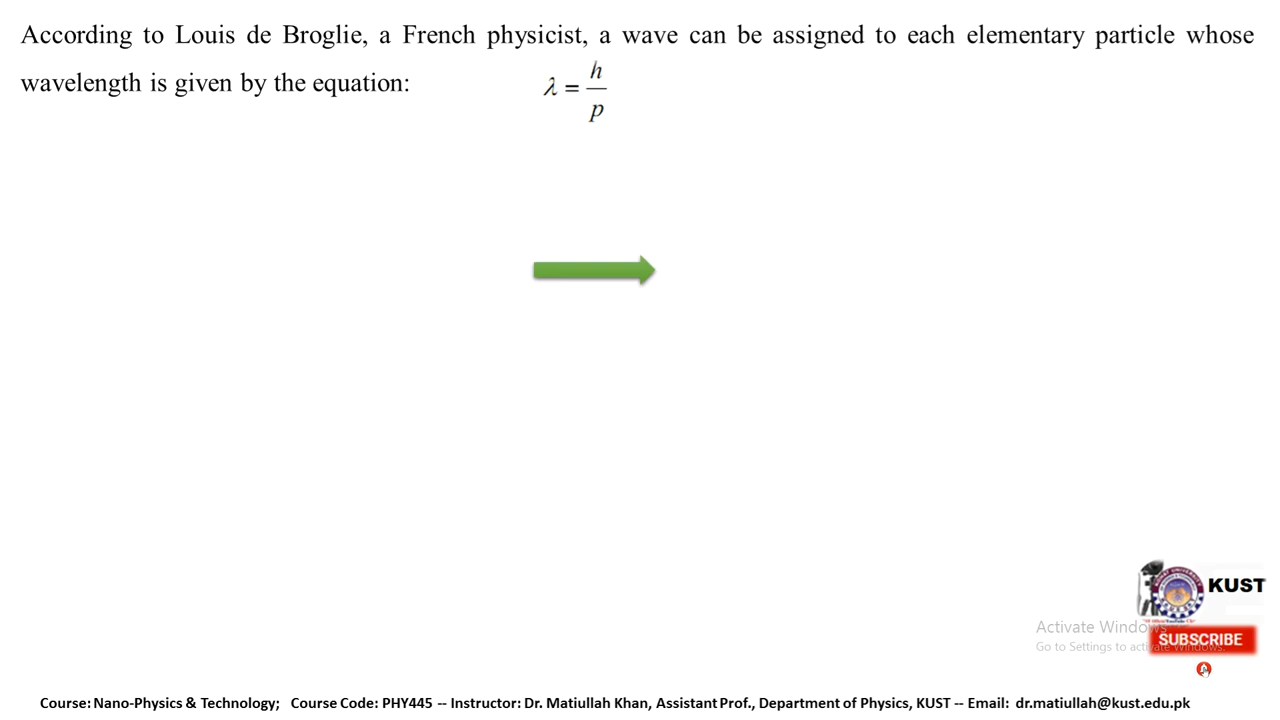 According to Louis de Broglie, a French physicist, a wave can be assigned to each elementary particle whose
wavelength is given by the equation: λ = h/p
KUST
Activate Windows
SUBSCRIBE
Go to Settings to activate Windows.
Course: Nano-Physics & Technology; Course Code: PHY445 -- Instructor: Dr. Matiullah Khan, Assistant Prof., Department of Physics, KUST -- Email: dr.matiullah@kust.edu.pk